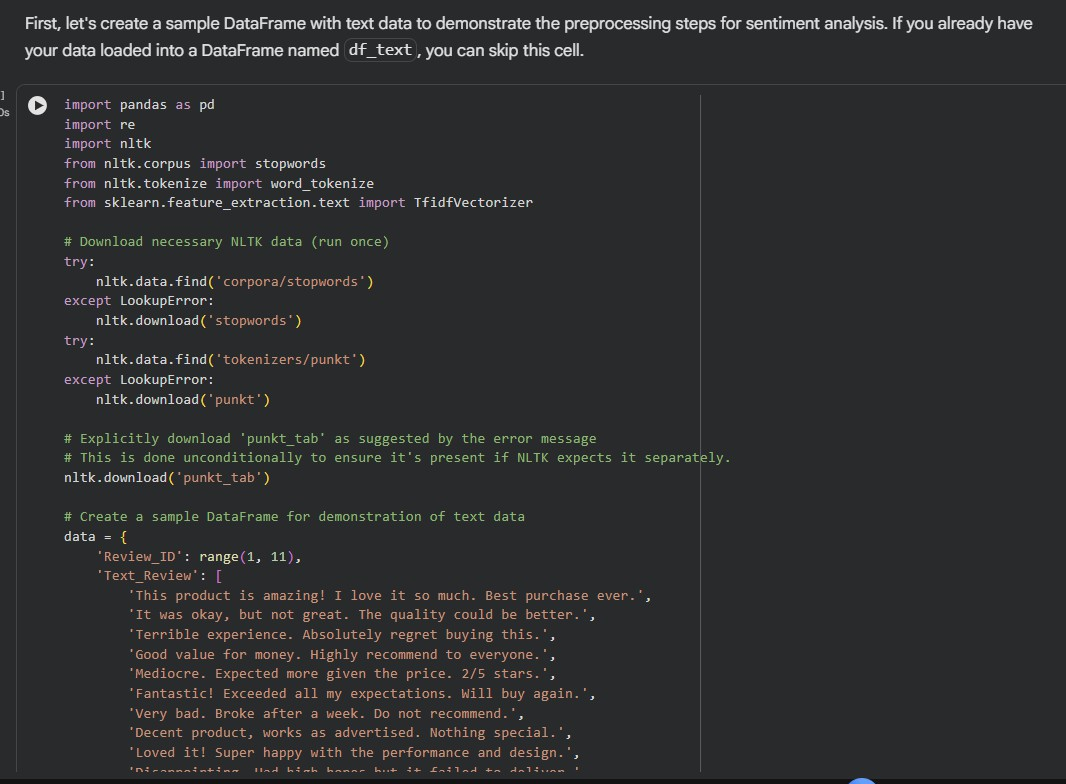 First, let's create a sample DataFrame with text data to demonstrate the preprocessing steps for sentiment analysis. If you already have
your data loaded into a DataFrame named df_text, you can skip this cell.
]
0s
import pandas as pd
import re
import nltk
from nltk.corpus import stopwords
from nltk.tokenize import word_tokenize
from sklearn.feature_extraction.text import TfidfVectorizer
# Download necessary NLTK data (run once)
try:
    nltk.data.find('corpora/stopwords')
except LookupError:
    nltk.download('stopwords')
try:
    nltk.data.find('tokenizers/punkt')
except LookupError:
    nltk.download('punkt')
# Explicitly download 'punkt_tab' as suggested by the error message
# This is done unconditionally to ensure it's present if NLTK expects it separately.
nltk.download('punkt_tab')
# Create a sample DataFrame for demonstration of text data
data = {
    'Review_ID': range(1, 11),
    'Text_Review': [
        'This product is amazing! I love it so much. Best purchase ever.',
        'It was okay, but not great. The quality could be better.',
        'Terrible experience. Absolutely regret buying this.',
        'Good value for money. Highly recommend to everyone.',
        'Mediocre. Expected more given the price. 2/5 stars.',
        'Fantastic! Exceeded all my expectations. Will buy again.',
        'Very bad. Broke after a week. Do not recommend.',
        'Decent product, works as advertised. Nothing special.',
        'Loved it! Super happy with the performance and design.',
        'Disappointing. Had high hopes but it failed to deliver.'